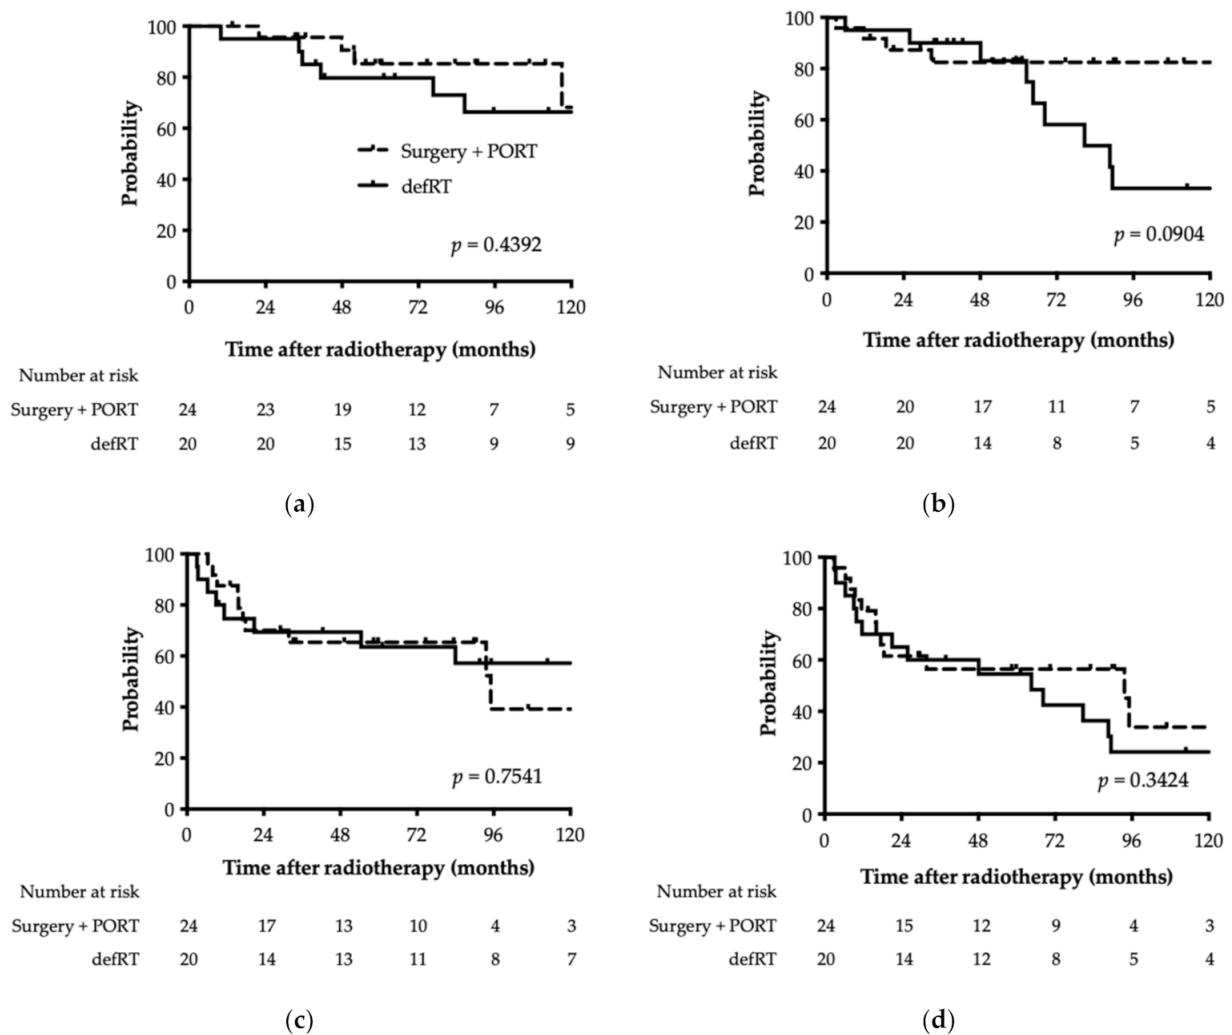 100
80
60
40
20
0
Probability
Surgery + PORT
defRT
p = 0.4392
0 24 48 72 96 120
Time after radiotherapy (months)
Number at risk
Surgery + PORT 24 23 19 12 7 5
defRT 20 20 15 13 9 9
(a)
100
80
60
40
20
0
Probability
p = 0.0904
0 24 48 72 96 120
Time after radiotherapy (months)
Number at risk
Surgery + PORT 24 20 17 11 7 5
defRT 20 20 14 8 5 4
(b)
100
80
60
40
20
0
Probability
p = 0.7541
0 24 48 72 96 120
Time after radiotherapy (months)
Number at risk
Surgery + PORT 24 17 13 10 4 3
defRT 20 14 13 11 8 7
(c)
100
80
60
40
20
0
Probability
p = 0.3424
0 24 48 72 96 120
Time after radiotherapy (months)
Number at risk
Surgery + PORT 24 15 12 9 4 3
defRT 20 14 12 8 5 4
(d)